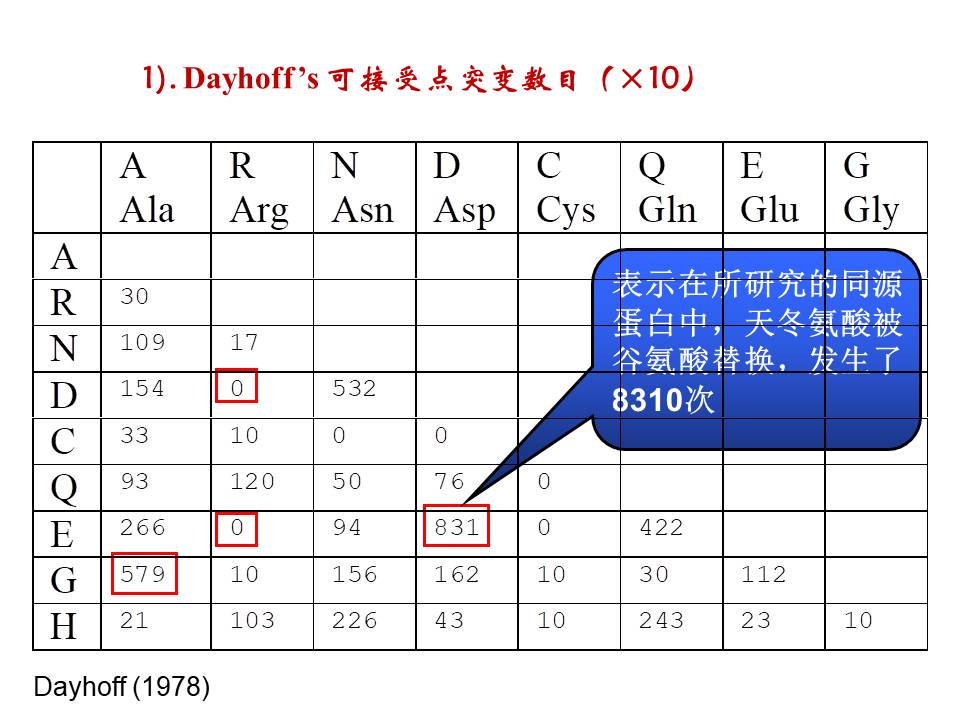 1). Dayhoff's 可接受点突变数目（×10）
A R N D C Q E G
Ala Arg Asn Asp Cys Gln Glu Gly
A
R 30
N 109 17
D 154 0 532
C 33 10 0 0
Q 93 120 50 76 0
E 266 0 94 831 0 422
G 579 10 156 162 10 30 112
H 21 103 226 43 10 243 23 10
表示在所研究的同源
蛋白中，天冬氨酸被
谷氨酸替换，发生了
8310次
Dayhoff (1978)